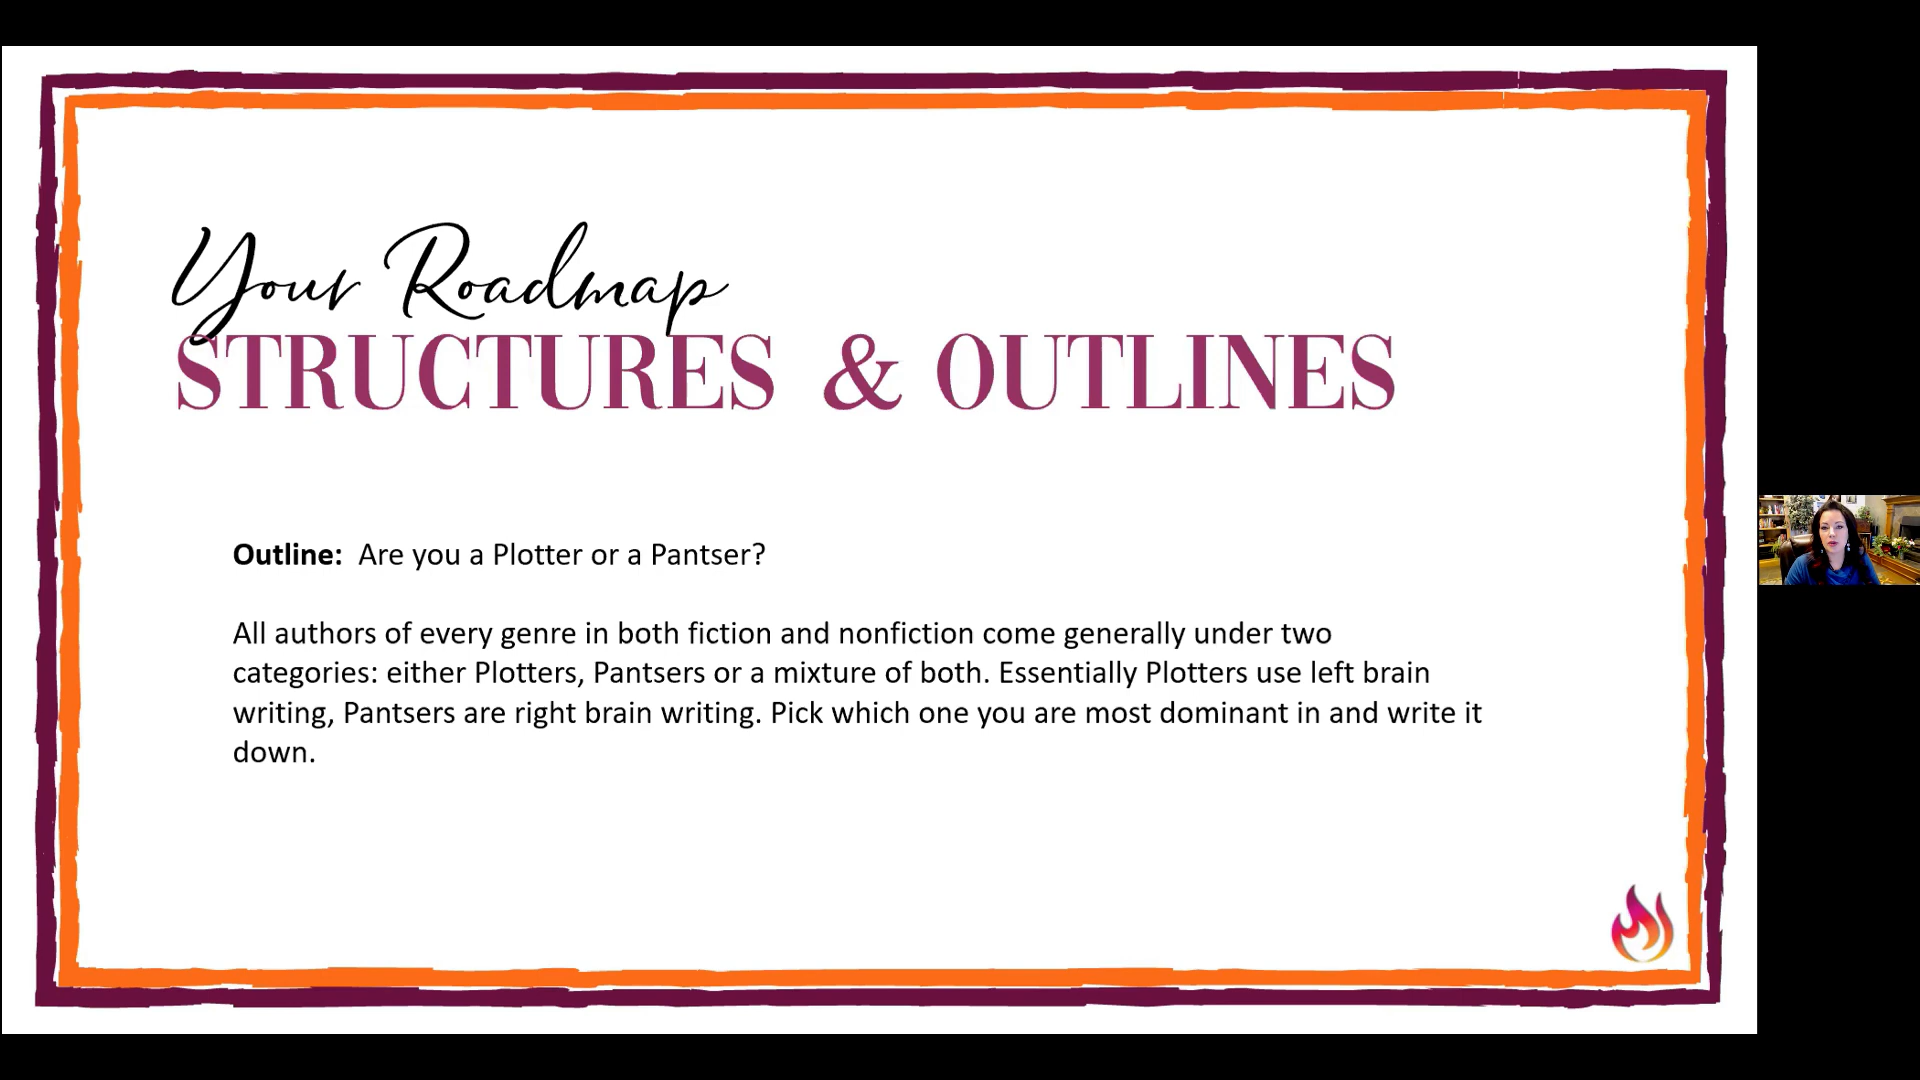 Your Roadmap
STRUCTURES & OUTLINES
Outline: Are you a Plotter or a Pantser?
All authors of every genre in both fiction and nonfiction come generally under two
categories: either Plotters, Pantsers or a mixture of both. Essentially Plotters use left brain
writing, Pantsers are right brain writing. Pick which one you are most dominant in and write it
down.